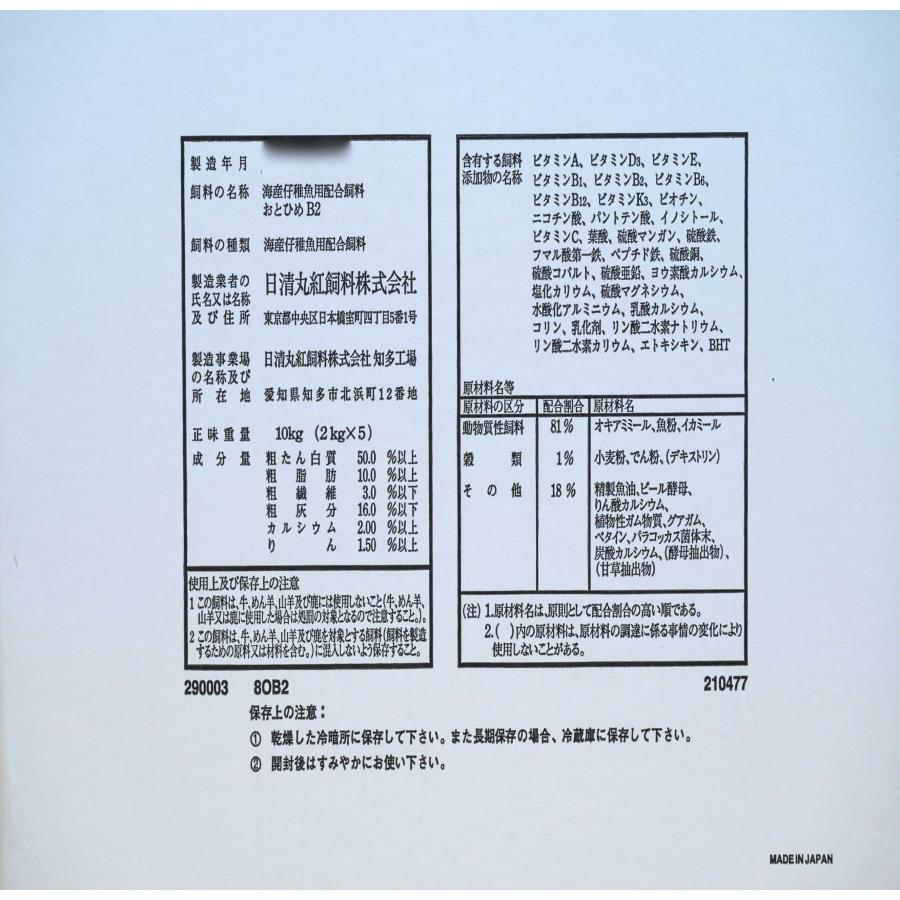 製造年月
飼料の名称 海産仔稚魚用配合飼料
おとひめ B2
飼料の種類 海産仔稚魚用配合飼料
製造業者の
氏名又は名称
及び住所
日清丸紅飼料株式会社
東京都中央区日本橋室町四丁目5番1号
製造事業場
の名称及び
所在地
日清丸紅飼料株式会社 知多工場
愛知県知多市北浜町12番地
正味重量 10kg (2kg×5)
成分量 粗たん白質 50.0 %以上
粗脂肪 10.0 %以上
粗繊維 3.0 %以下
粗灰分 16.0 %以下
カルシウム 2.00 %以上
りん 1.50 %以上
使用上及び保存上の注意
1 この飼料は、牛、めん羊、山羊及び鹿には使用しないこと(牛、めん羊、
山羊又は鹿に使用した場合は処罰の対象となるので注意すること。)。
2 この飼料は、牛、めん羊、山羊及び鹿を対象とする飼料(飼料を製造
するための原料又は材料を含む。)に混入しないよう保存すること。
含有する飼料
添加物の名称
ビタミンA、ビタミンD3、ビタミンE、
ビタミンB1、ビタミンB2、ビタミンB6、
ビタミンB12、ビタミンK3、ビオチン、
ニコチン酸、パントテン酸、イノシトール、
ビタミンC、葉酸、硫酸マンガン、硫酸鉄、
フマル酸第一鉄、ペプチド鉄、硫酸銅、
硫酸コバルト、硫酸亜鉛、ヨウ素酸カルシウム、
塩化カリウム、硫酸マグネシウム、
水酸化アルミニウム、乳酸カルシウム、
コリン、乳化剤、リン酸二水素ナトリウム、
リン酸二水素カリウム、エトキシキン、BHT
原材料名等
原材料の区分 配合割合 原材料名
動物質性飼料 81% オキアミミール、魚粉、イカミール
穀類 1% 小麦粉、でん粉、(デキストリン)
その他 18% 精製魚油、ビール酵母、
りん酸カルシウム、
植物性ガム物質、グアガム、
ベタイン、パラコッカス菌体末、
炭酸カルシウム、(酵母抽出物)、
(甘草抽出物)
(注) 1.原材料名は、原則として配合割合の高い順である。
2.( )内の原材料は、原材料の調達に係る事情の変化により
使用しないことがある。
290003 8OB2
210477
保存上の注意:
① 乾燥した冷暗所に保存して下さい。また長期保存の場合、冷蔵庫に保存して下さい。
② 開封後はすみやかにお使い下さい。
MADE IN JAPAN